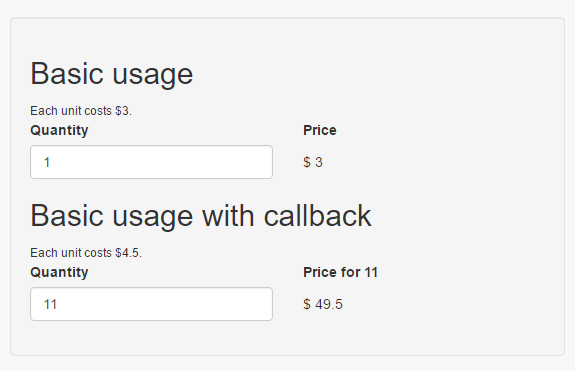 Basic usage
Each unit costs $3.
Quantity Price
1 $ 3
Basic usage with callback
Each unit costs $4.5.
Quantity Price for 11
11 $ 49.5